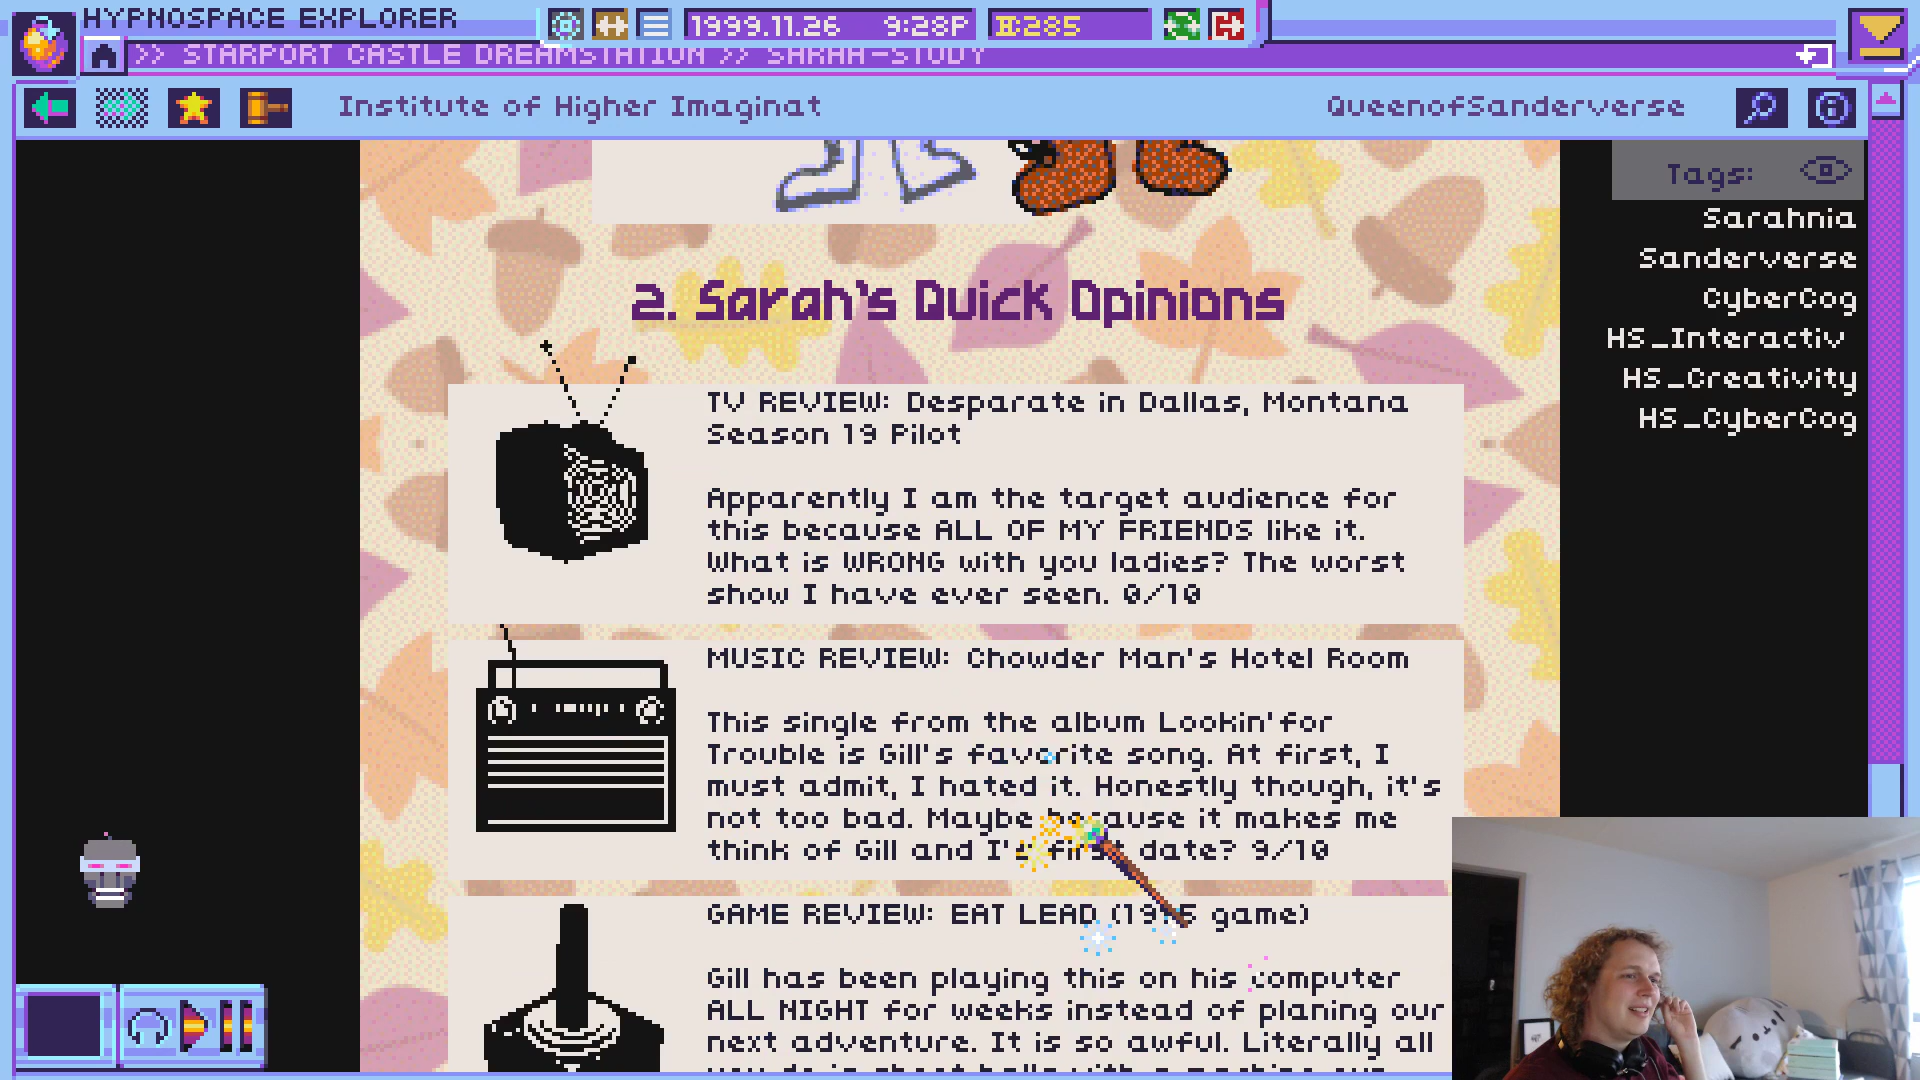 HYPNOSPACE EXPLORER
1999.11.26 9:28P
285
>> STARPORT CASTLE DREAMSTATION >> SARAH-STUDY
Institute of Higher Imaginat
QueenofSanderverse
Tags:
Sarahnia
Sanderverse
CyberCog
HS_Interactiv
HS_Creativity
HS_CyberCog
2. Sarah's Quick Opinions
TV REVIEW: Desparate in Dallas, Montana
Season 19 Pilot
Apparently I am the target audience for
this because ALL OF MY FRIENDS like it.
What is WRONG with you ladies? The worst
show I have ever seen. 0/10
MUSIC REVIEW: Chowder Man's Hotel Room
This single from the album Lookin' for
Trouble is Gill's favorite song. At first, I
must admit, I hated it. Honestly though, it's
not too bad. Maybe because it makes me
think of Gill and I's first date? 9/10
GAME REVIEW: EAT LEAD game)
Gill has been playing this on his computer
ALL NIGHT for weeks instead of planing our
next adventure. It is so awful. Literally all